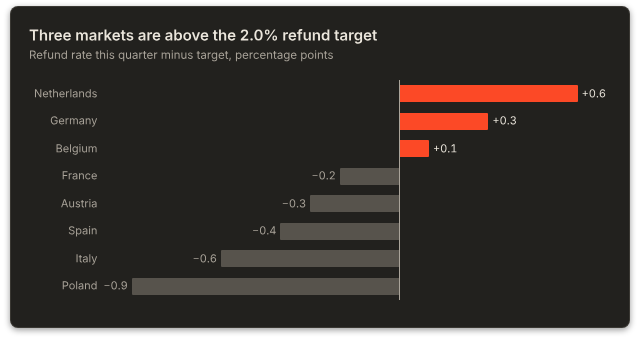 Three markets are above the 2.0% refund target
Refund rate this quarter minus target, percentage points
Netherlands +0.6
Germany +0.3
Belgium +0.1
France −0.2
Austria −0.3
Spain −0.4
Italy −0.6
Poland −0.9